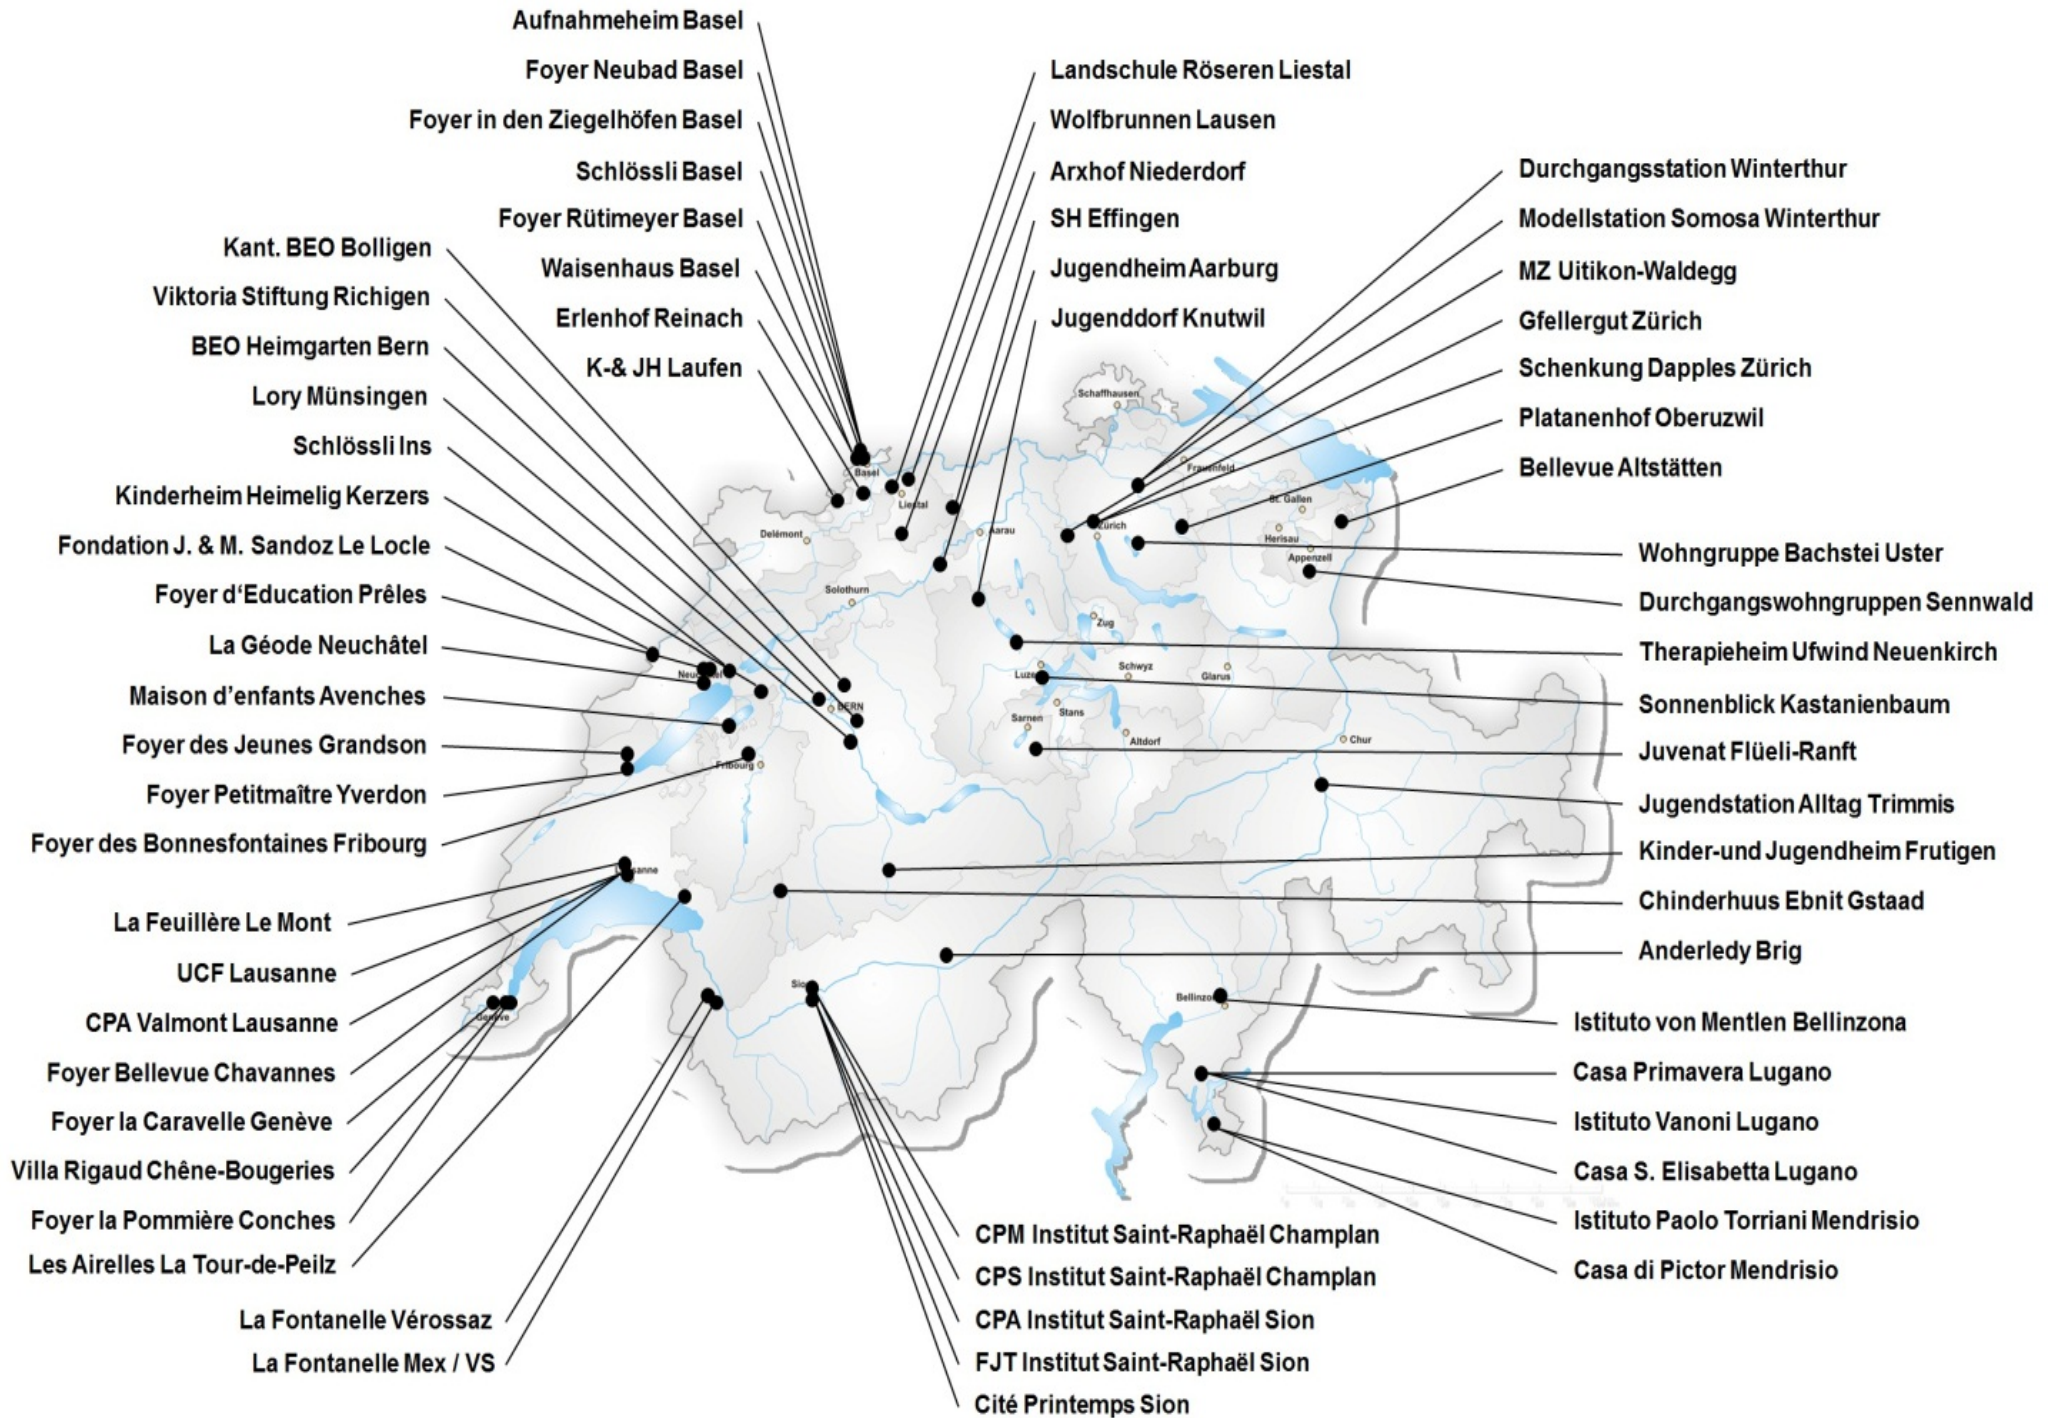 Aufnahmeheim Basel
Foyer Neubad Basel
Foyer in den Ziegelhöfen Basel
Schlössli Basel
Foyer Rütimeyer Basel
Waisenhaus Basel
Erlenhof Reinach
K-& JH Laufen
Landschule Röseren Liestal
Wolfbrunnen Lausen
Arxhof Niederdorf
SH Effingen
Jugendheim Aarburg
Jugenddorf Knutwil
Durchgangsstation Winterthur
Modellstation Somosa Winterthur
MZ Uitikon-Waldegg
Gfellergut Zürich
Schenkung Dapples Zürich
Platanenhof Oberuzwil
Bellevue Altstätten
Kant. BEO Bolligen
Viktoria Stiftung Richigen
BEO Heimgarten Bern
Lory Münsingen
Schlössli Ins
Kinderheim Heimelig Kerzers
Fondation J. & M. Sandoz Le Locle
Foyer d‘Education Prêles
La Géode Neuchâtel
Maison d’enfants Avenches
Foyer des Jeunes Grandson
Foyer Petitmaître Yverdon
Foyer des Bonnesfontaines Fribourg
La Feuillère Le Mont
UCF Lausanne
CPA Valmont Lausanne
Foyer Bellevue Chavannes
Foyer la Caravelle Genève
Villa Rigaud Chêne-Bougeries
Foyer la Pommière Conches
Les Airelles La Tour-de-Peilz
La Fontanelle Vérossaz
La Fontanelle Mex / VS
Schaffhausen
Frauenfeld
Basel
Liestal
St. Gallen
Delémont
Aarau
Zürich
Herisau
Appenzell
Solothurn
Zug
Schwyz
Glarus
BERN
Sarnen
Stans
Altdorf
Chur
Fribourg
Genève
Wohngruppe Bachstei Uster
Durchgangswohngruppen Sennwald
Therapieheim Ufwind Neuenkirch
Sonnenblick Kastanienbaum
Juvenat Flüeli-Ranft
Jugendstation Alltag Trimmis
Kinder-und Jugendheim Frutigen
Chinderhuus Ebnit Gstaad
Anderledy Brig
Istituto von Mentlen Bellinzona
Casa Primavera Lugano
Istituto Vanoni Lugano
Casa S. Elisabetta Lugano
Istituto Paolo Torriani Mendrisio
Casa di Pictor Mendrisio
CPM Institut Saint-Raphaël Champlan
CPS Institut Saint-Raphaël Champlan
CPA Institut Saint-Raphaël Sion
FJT Institut Saint-Raphaël Sion
Cité Printemps Sion